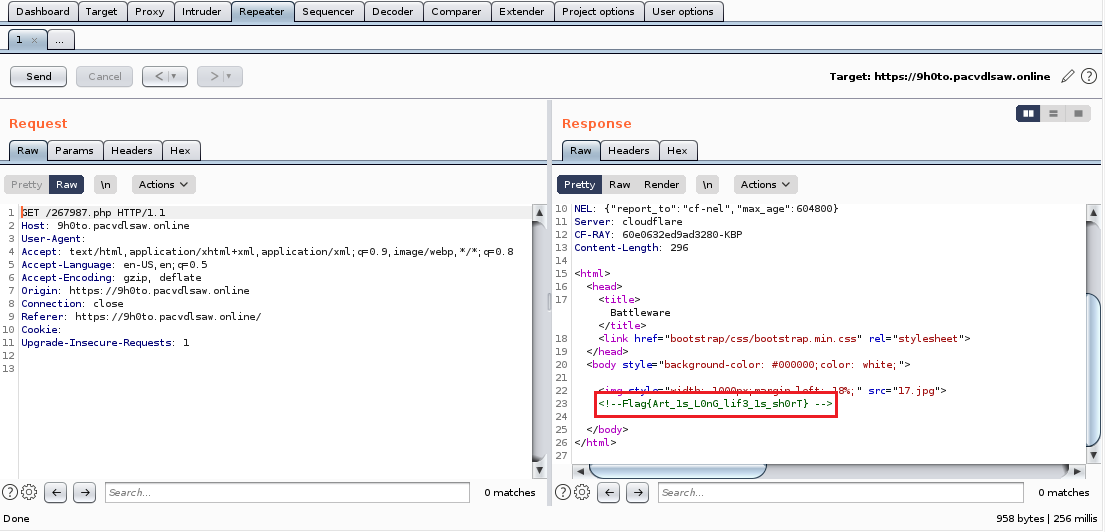 Dashboard Target Proxy Intruder Repeater Sequencer Decoder Comparer Extender Project options User options
1 × ...
Send Cancel < | ▾ > | ▾ Target: https://9h0to.pacvdlsaw.online ?
Request
Raw Params Headers Hex
Pretty Raw \n Actions
1 GET /267987.php HTTP/1.1
2 Host: 9h0to.pacvdlsaw.online
3 User-Agent:
4 Accept: text/html,application/xhtml+xml,application/xml;q=0.9,image/webp,*/*;q=0.8
5 Accept-Language: en-US,en;q=0.5
6 Accept-Encoding: gzip, deflate
7 Origin: https://9h0to.pacvdlsaw.online
8 Connection: close
9 Referer: https://9h0to.pacvdlsaw.online/
10 Cookie:
11 Upgrade-Insecure-Requests: 1
12
13
? Search... 0 matches
Response
Raw Headers Hex
Pretty Raw Render \n Actions
10 NEL: {"report_to":"cf-nel","max_age":604800}
11 Server: cloudflare
12 CF-RAY: 60e0632ed9ad3280-KBP
13 Content-Length: 296
14
15 <html>
16 <head>
17 <title>
Battleware
</title>
18 <link href="bootstrap/css/bootstrap.min.css" rel="stylesheet">
19 </head>
20 <body style="background-color: #000000;color: white;">
21
22 <img style="width: 1000px;margin-left: 18%;" src="17.jpg">
23 <!--Flag{Art_1s_L0nG_lif3_1s_sh0rT} -->
24
25 </body>
26 </html>
27
? Search... 0 matches
Done 958 bytes | 256 millis